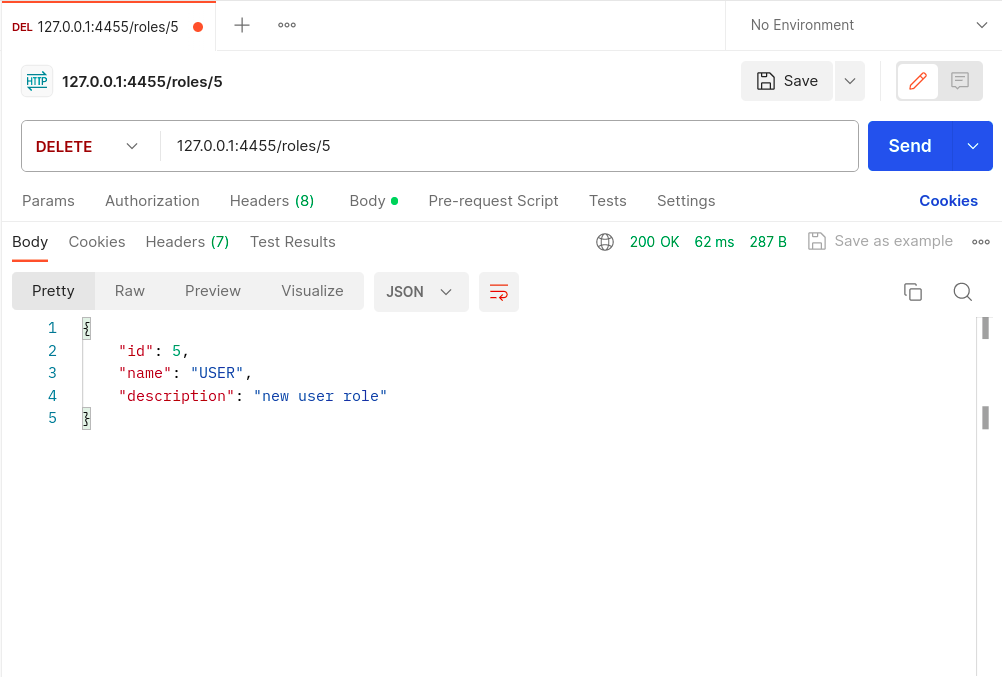 DEL 127.0.0.1:4455/roles/5
No Environment
HTTP 127.0.0.1:4455/roles/5 Save
DELETE 127.0.0.1:4455/roles/5 Send
Params Authorization Headers (8) Body Pre-request Script Tests Settings Cookies
Body Cookies Headers (7) Test Results 200 OK 62 ms 287 B Save as example
Pretty Raw Preview Visualize JSON
1 {
2 "id": 5,
3 "name": "USER",
4 "description": "new user role"
5 }